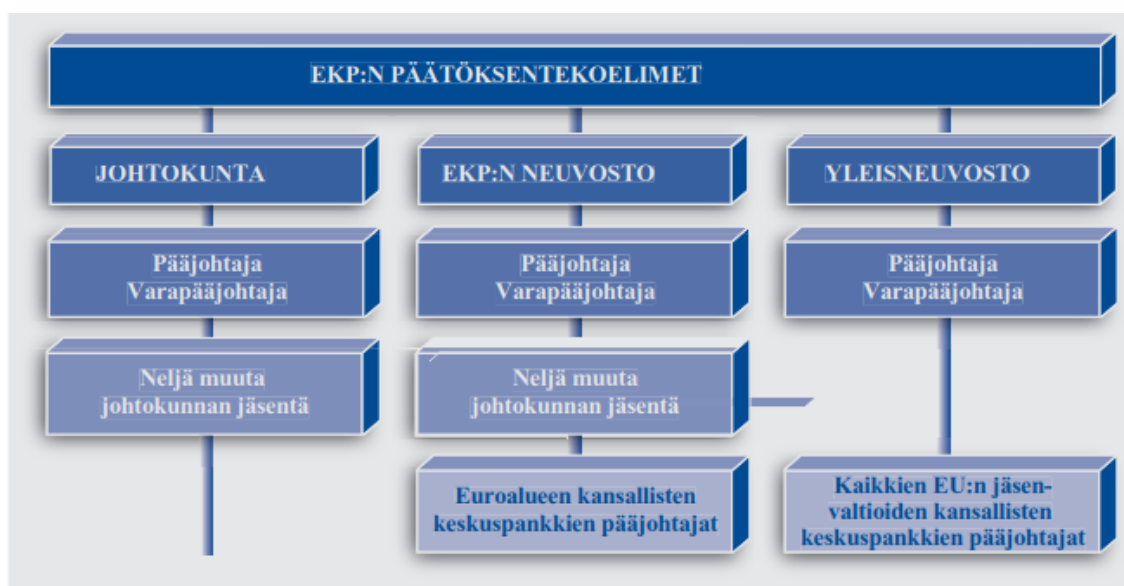 EKP:N PÄÄTÖKSENTEKOELIMET
JOHTOKUNTA
Pääjohtaja
Varapääjohtaja
Neljä muuta
johtokunnan jäsentä
EKP:N NEUVOSTO
Pääjohtaja
Varapääjohtaja
Neljä muuta
johtokunnan jäsentä
Euroalueen kansallisten
keskuspankkien pääjohtajat
YLEISNEUVOSTO
Pääjohtaja
Varapääjohtaja
Kaikkien EU:n jäsen-
valtioiden kansallisten
keskuspankkien pääjohtajat